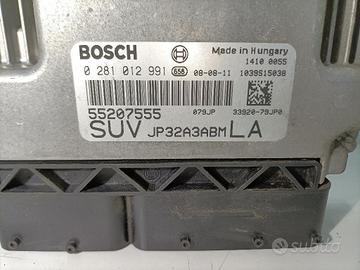 BOSCH Made in Hungary
1410 0055
0 281 012 991 656 08-08-11 1039S15038
079JP 33920-79JP0
55207555
SUV JP32A3ABM LA
subito